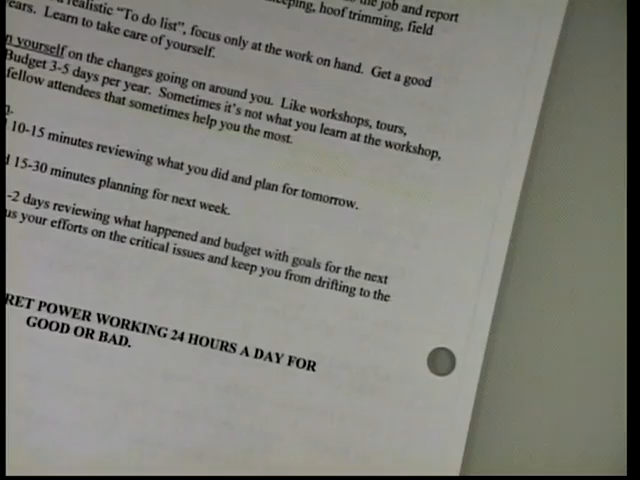 the job and report
hoof trimming, field
realistic “To do list”, focus only at the work on hand. Get a good
ears. Learn to take care of yourself.
yourself on the changes going on around you. Like workshops, tours,
Budget 3-5 days per year. Sometimes it's not what you learn at the workshop,
fellow attendees that sometimes help you the most.
10-15 minutes reviewing what you did and plan for tomorrow.
15-30 minutes planning for next week.
-2 days reviewing what happened and budget with goals for the next
us your efforts on the critical issues and keep you from drifting to the
RET POWER WORKING 24 HOURS A DAY FOR
GOOD OR BAD.